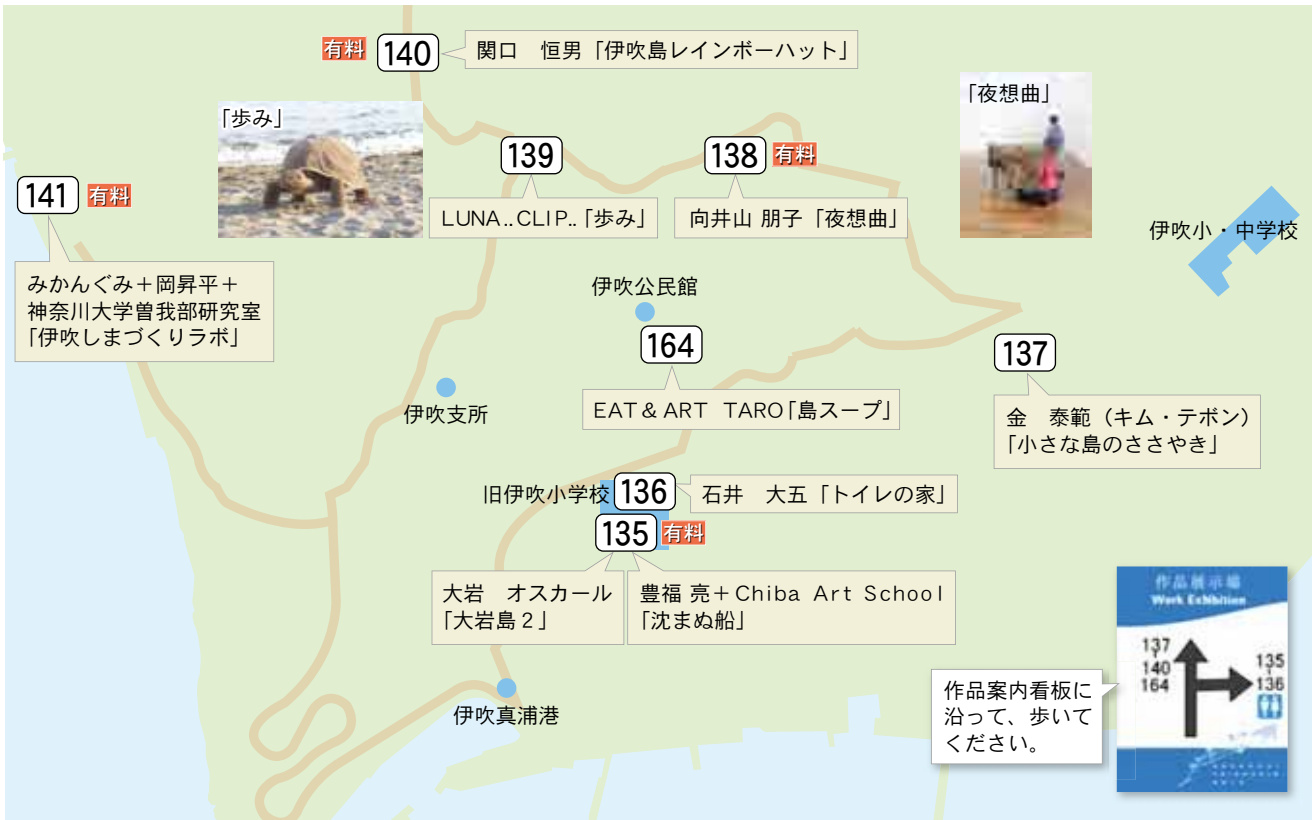 有料 140 関口　恒男「伊吹島レインボーハット」
「歩み」
「夜想曲」
139
138 有料
LUNA..CLIP..「歩み」
向井山 朋子「夜想曲」
141 有料
伊吹小・中学校
みかんぐみ＋岡昇平＋
神奈川大学曽我部研究室
「伊吹しまづくりラボ」
伊吹公民館
164
EAT & ART　TARO「島スープ」
137
金　泰範（キム・テボン）
「小さな島のささやき」
伊吹支所
旧伊吹小学校 136 石井　大五「トイレの家」
135 有料
大岩　オスカール
「大岩島２」
豊福 亮＋Chiba Art School
「沈まぬ船」
伊吹真浦港
作品案内看板に
沿って、歩いて
ください。
作品展示場
Work Exhibition
137
140
164
135
136